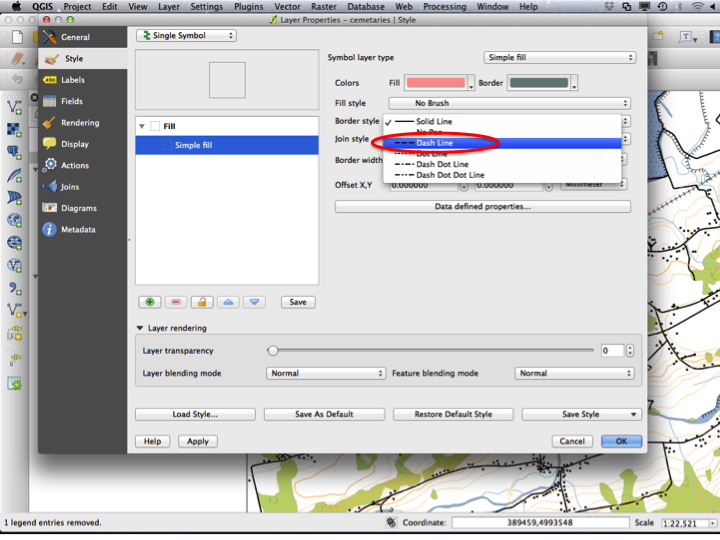 QGIS Project Edit View Layer Settings Plugins Vector Raster Database Web Processing Window Help
Layer Properties - cemetaries | Style
General
Style
Labels
Fields
Rendering
Display
Actions
Joins
Diagrams
Metadata
Single Symbol
Fill
Simple fill
Save
Symbol layer type Simple fill
Colors Fill Border
Fill style No Brush
Border style Solid Line
No Pen
Join style Dash Line
Dot Line
Border width Dash Dot Line
Dash Dot Dot Line
Offset X,Y 0.000000 0.000000 Millimeter
Data defined properties...
Layer rendering
Layer transparency 0
Layer blending mode Normal Feature blending mode Normal
Load Style... Save As Default Restore Default Style Save Style
Help Apply Cancel OK
1 legend entries removed. Coordinate: 389459,4993548 Scale 1:22,521